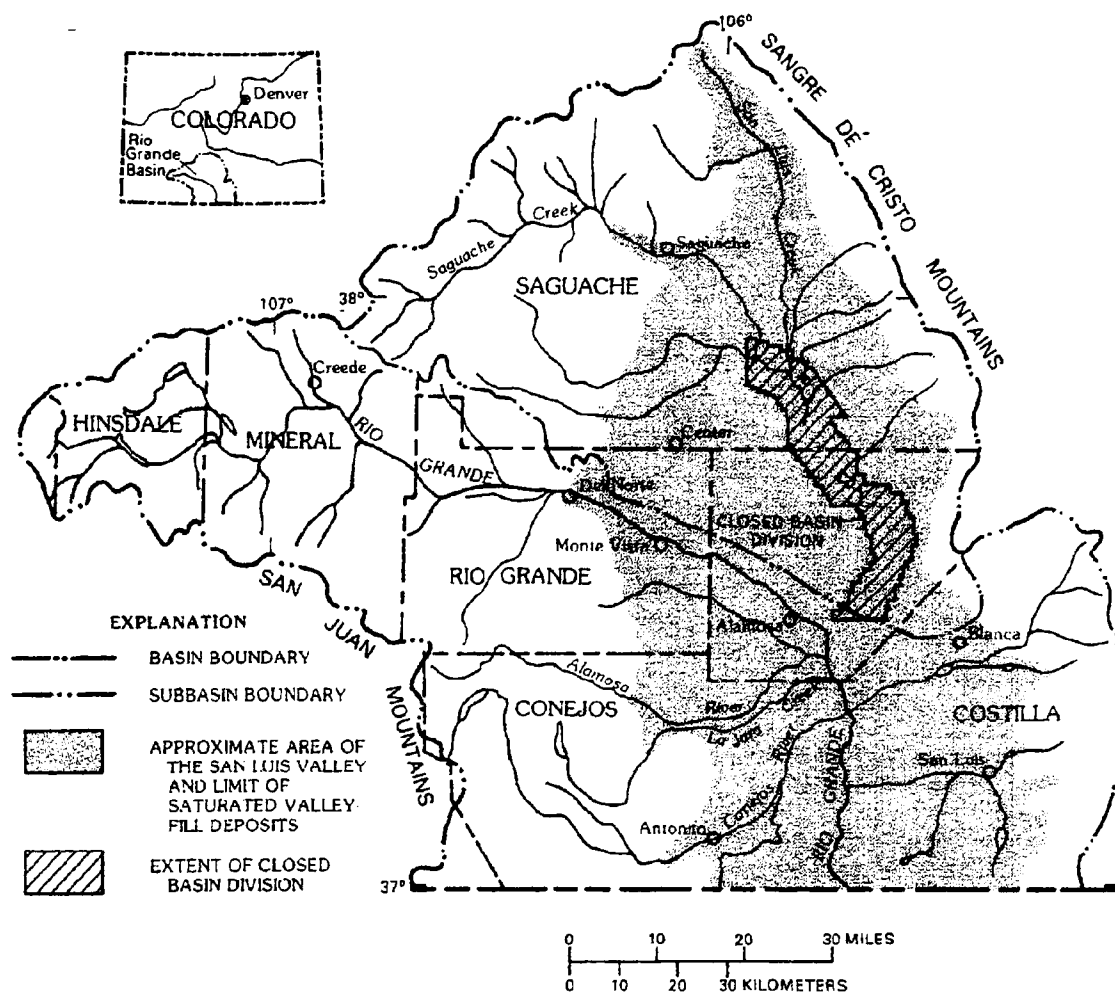 106°
SANGRE DE CRISTO MOUNTAINS
Denver
COLORADO
Rio
Grande
Basin
San Luis Creek
Saguache Creek
Saguache
SAGUACHE
107°
38°
Creede
HINSDALE
MINERAL
RIO GRANDE
Center
Del Norte
CLOSED BASIN
DIVISION
Monte Vista
RIO GRANDE
Alamosa
Blanca
SAN JUAN MOUNTAINS
EXPLANATION
BASIN BOUNDARY
SUBBASIN BOUNDARY
APPROXIMATE AREA OF
THE SAN LUIS VALLEY
AND LIMIT OF
SATURATED VALLEY
FILL DEPOSITS
EXTENT OF CLOSED
BASIN DIVISION
Alamosa River
La Jara Creek
CONEJOS
COSTILLA
Conejos River
San Luis
Antonito
RIO GRANDE
37°
0 10 20 30 MILES
0 10 20 30 KILOMETERS